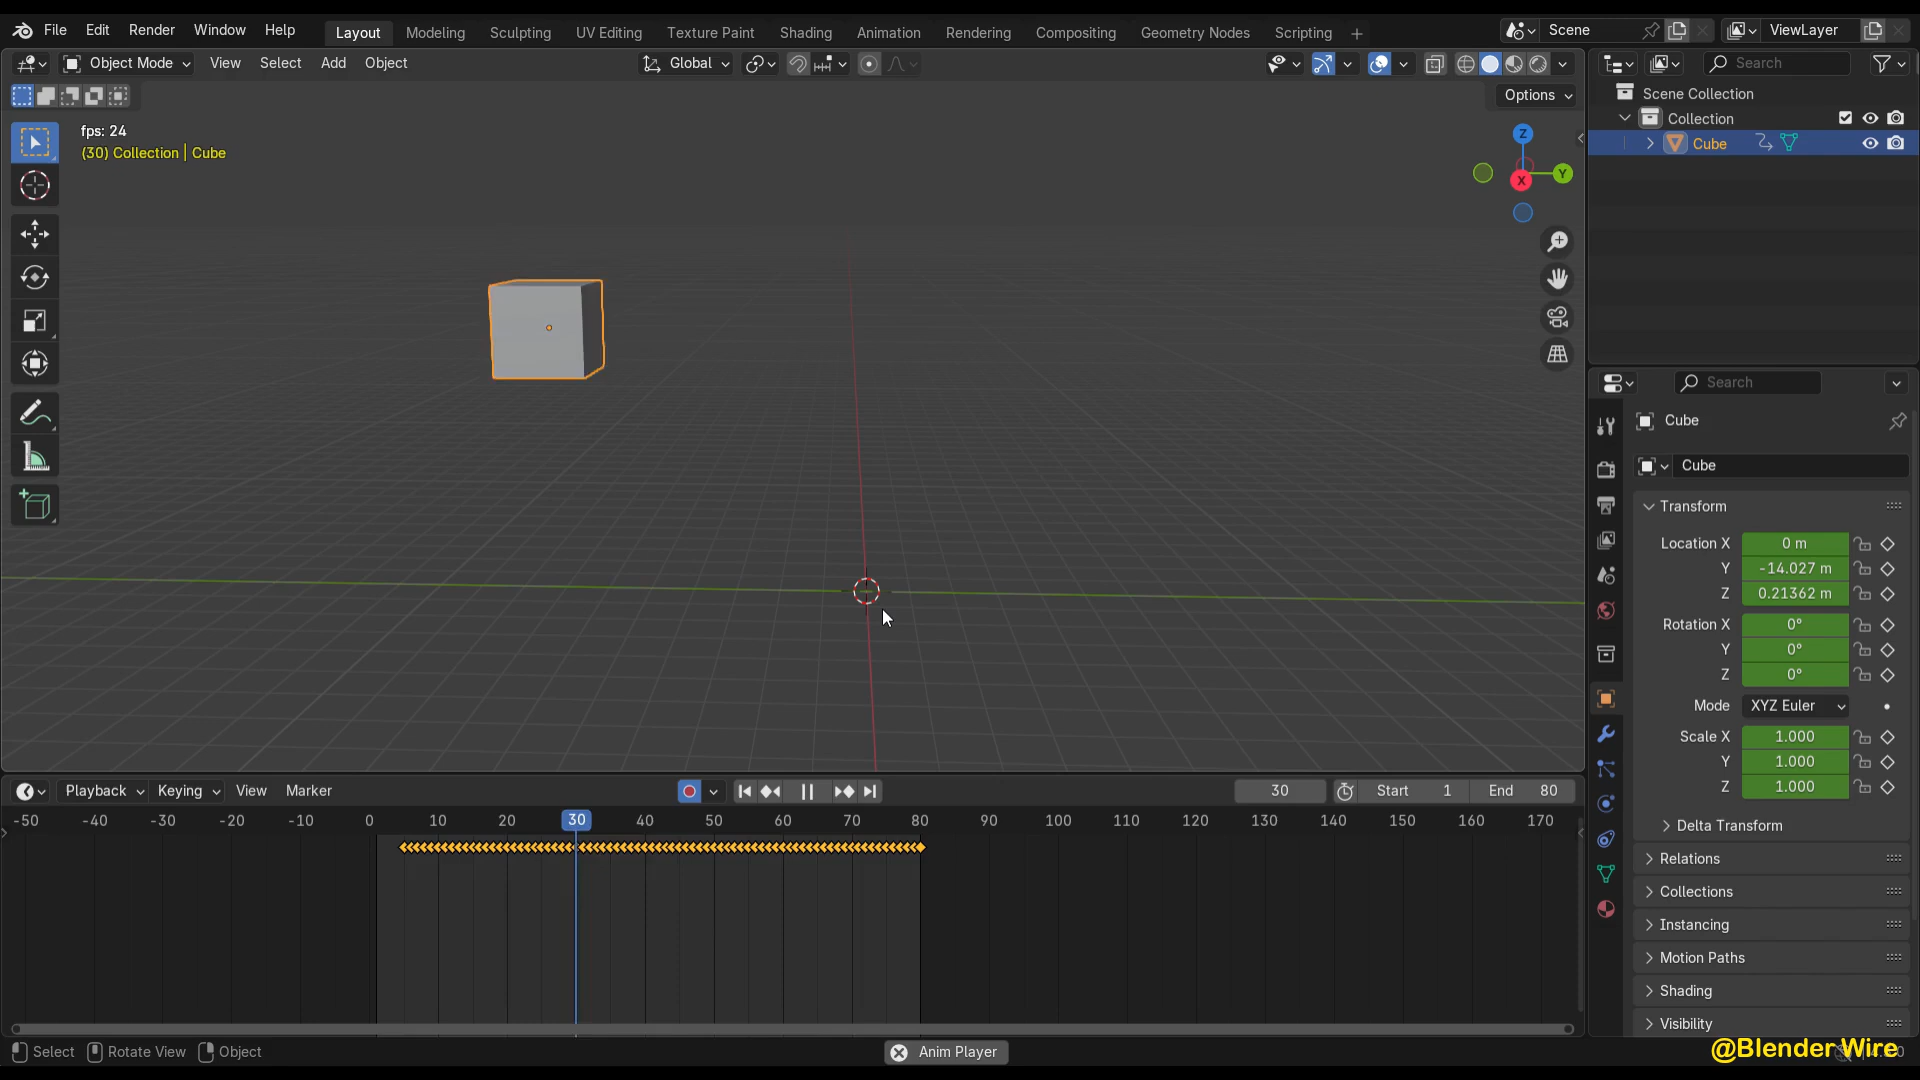 File Edit Render Window Help Layout Modeling Sculpting UV Editing Texture Paint Shading Animation Rendering Compositing Geometry Nodes Scripting + Scene ViewLayer
Object Mode View Select Add Object Global Search
Options
fps: 24
(30) Collection | Cube
Z
Y
X
Scene Collection
Collection
Cube
Search
Cube
Cube
Transform
Location X 0 m
Y -14.027 m
Z 0.21362 m
Rotation X 0°
Y 0°
Z 0°
Mode XYZ Euler
Scale X 1.000
Y 1.000
Z 1.000
Delta Transform
Relations
Collections
Instancing
Motion Paths
Shading
Visibility
Playback Keying View Marker 30 Start 1 End 80
-50 -40 -30 -20 -10 0 10 20 30 40 50 60 70 80 90 100 110 120 130 140 150 160 170
Select Rotate View Object Anim Player
@BlenderWire